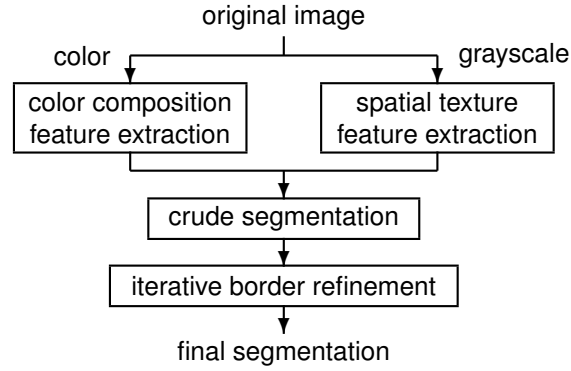 original image
color
grayscale
color composition
feature extraction
spatial texture
feature extraction
crude segmentation
iterative border refinement
final segmentation